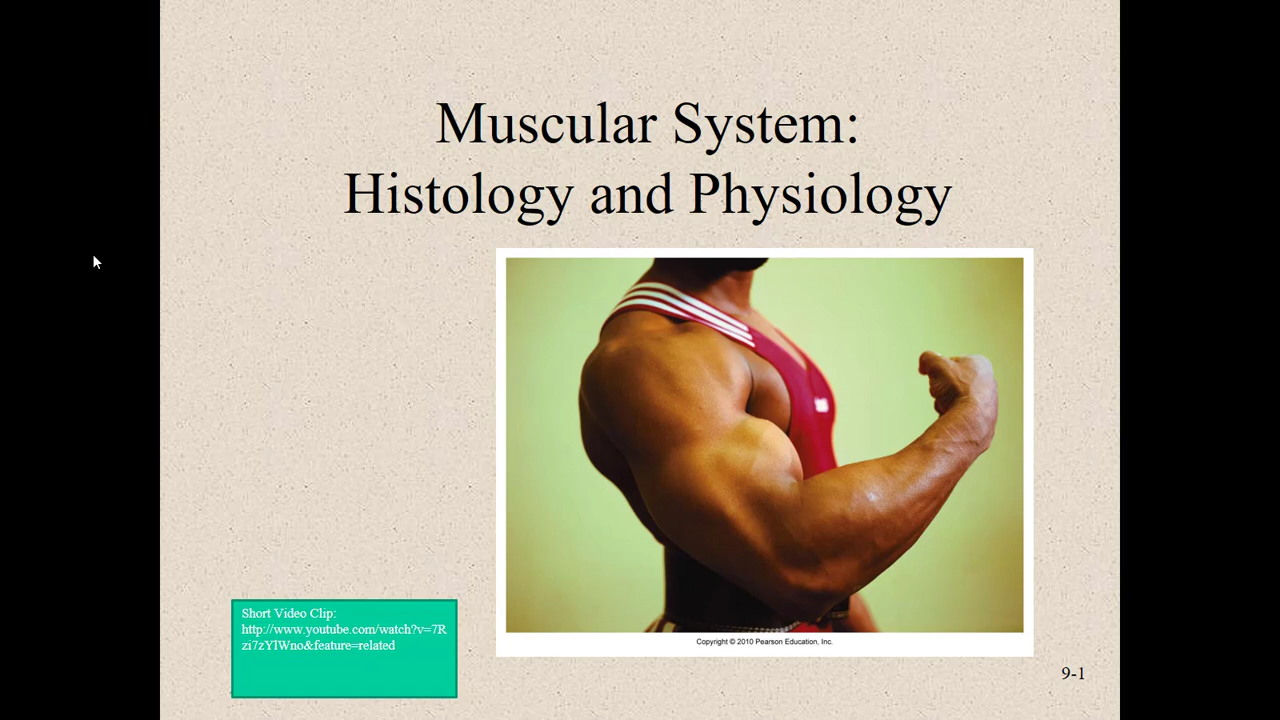 Muscular System:
Histology and Physiology
Copyright © 2010 Pearson Education, Inc.
Short Video Clip:
http://www.youtube.com/watch?v=7R
zi7zYlWno&feature=related
9-1